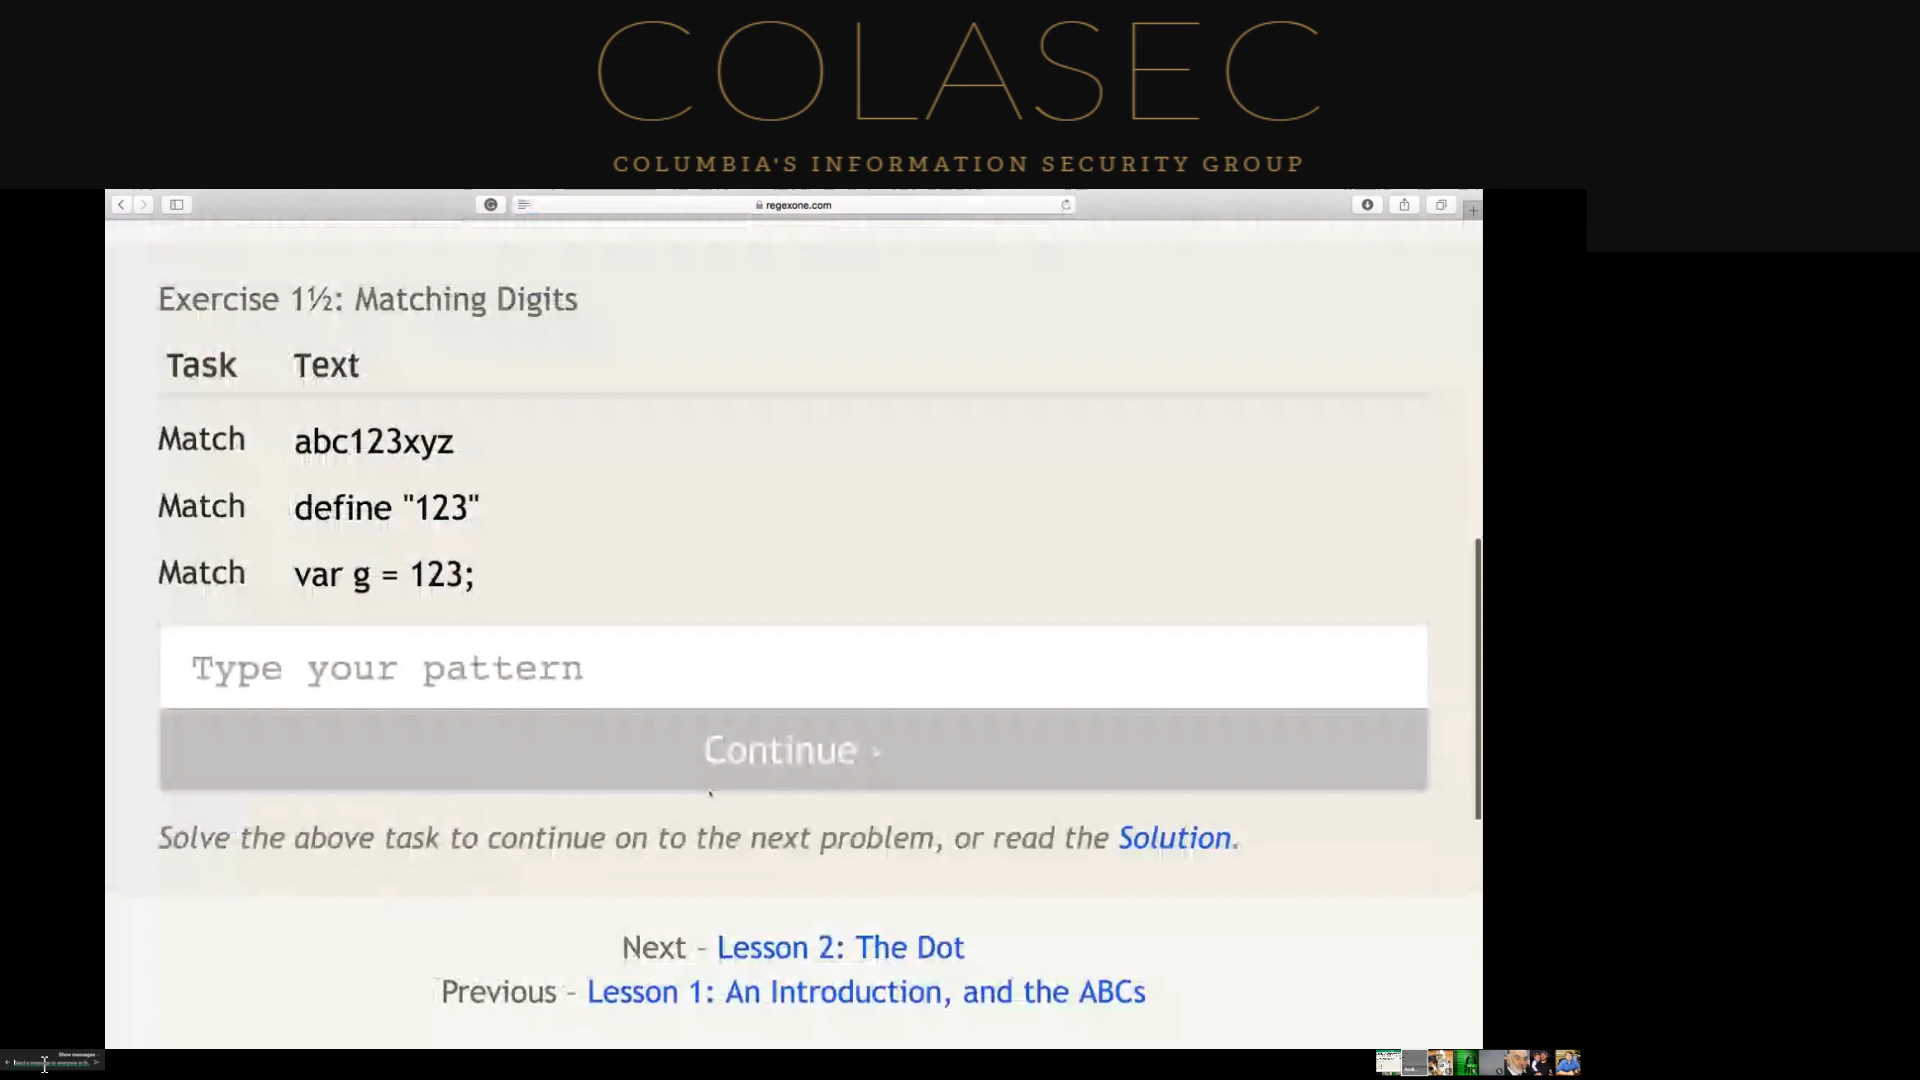 COLASEC
COLUMBIA'S INFORMATION SECURITY GROUP
regexone.com
Exercise 1½: Matching Digits
Task Text
Match abc123xyz
Match define "123"
Match var g = 123;
Type your pattern
Continue ›
Solve the above task to continue on to the next problem, or read the Solution.
Next – Lesson 2: The Dot
Previous – Lesson 1: An Introduction, and the ABCs
Show messages